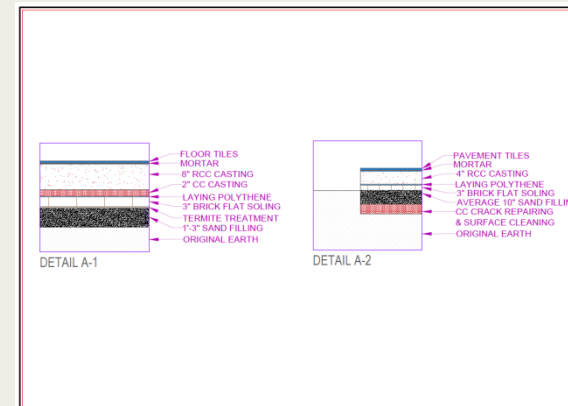 FLOOR TILES
MORTAR
8" RCC CASTING
2" CC CASTING
LAYING POLYTHENE
3" BRICK FLAT SOLING
TERMITE TREATMENT
1'-3" SAND FILLING
ORIGINAL EARTH
DETAIL A-1
PAVEMENT TILES
MORTAR
4" RCC CASTING
LAYING POLYTHENE
3" BRICK FLAT SOLING
AVERAGE 10" SAND FILLIN
CC CRACK REPAIRING
& SURFACE CLEANING
ORIGINAL EARTH
DETAIL A-2